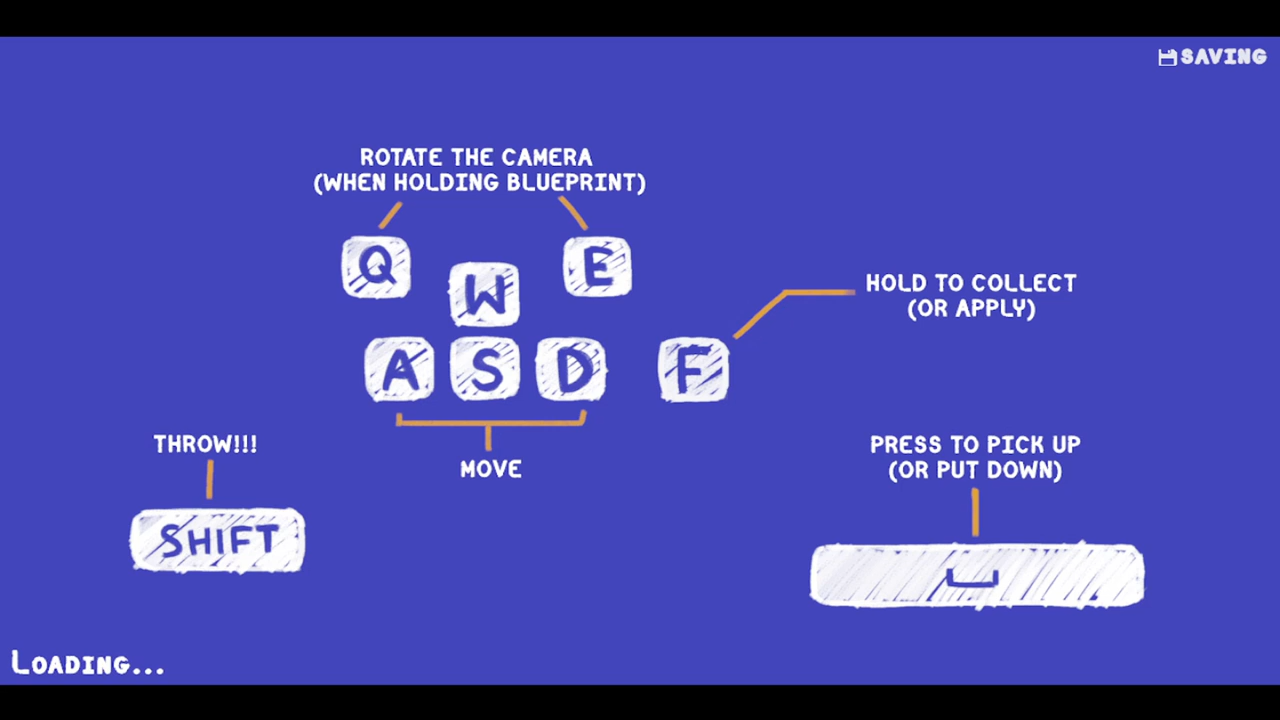 SAVING
ROTATE THE CAMERA
(WHEN HOLDING BLUEPRINT)
Q
W
E
HOLD TO COLLECT
(OR APPLY)
A
S
D
F
THROW!!!
MOVE
PRESS TO PICK UP
(OR PUT DOWN)
SHIFT
LOADING...